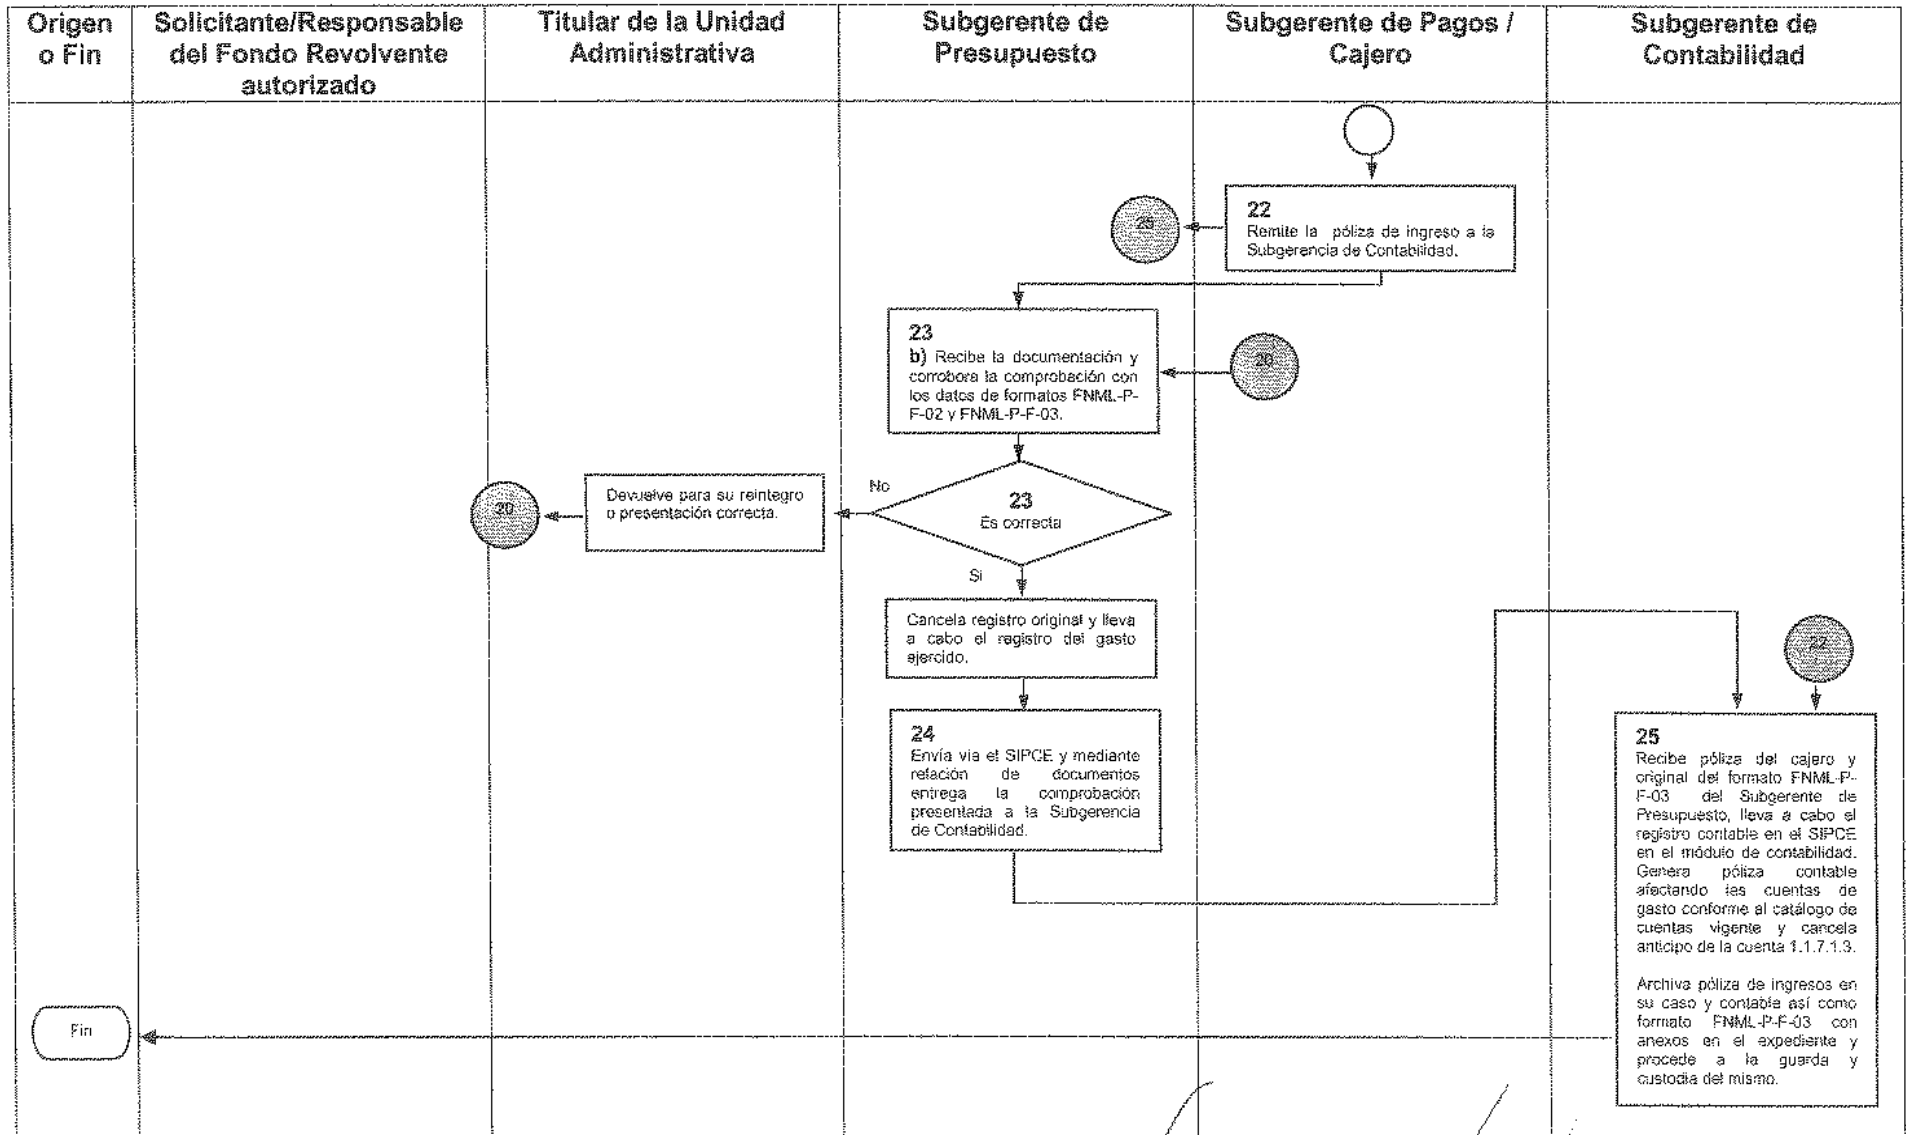 Origen
o Fin
Solicitante/Responsable
del Fondo Revolvente
autorizado
Titular de la Unidad
Administrativa
Subgerente de
Presupuesto
Subgerente de Pagos /
Cajero
Subgerente de
Contabilidad
25
22
Remite la póliza de ingreso a la
Subgerencia de Contabilidad.
23
b) Recibe la documentación y
corrobora la comprobación con
los datos de formatos FNML-P-
F-02 y FNML-P-F-03.
20
20
Devuelve para su reintegro
o presentación correcta.
No
23
Es correcta
Si
Cancela registro original y lleva
a cabo el registro del gasto
ejercido.
22
24
Envía via el SIPCE y mediante
relación de documentos
entrega la comprobación
presentada a la Subgerencia
de Contabilidad.
25
Recibe póliza del cajero y
original del formato FNML-P-
F-03 del Subgerente de
Presupuesto, lleva a cabo el
registro contable en el SIPCE
en el módulo de contabilidad.
Genera póliza contable
afectando las cuentas de
gasto conforme al catálogo de
cuentas vigente y cancela
anticipo de la cuenta 1.1.7.1.3.
Archiva póliza de ingresos en
su caso y contable así como
formato FNML-P-F-03 con
anexos en el expediente y
procede a la guarda y
custodia del mismo.
Fin